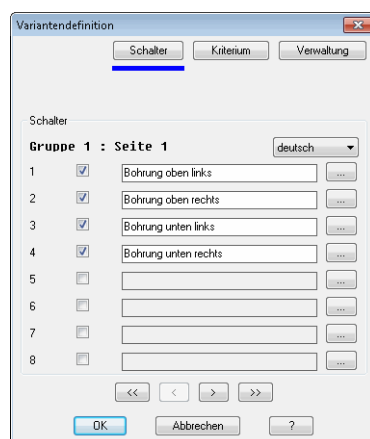 Variantendefinition
Schalter Kriterium Verwaltung
Schalter
Gruppe 1 : Seite 1 deutsch
1 Bohrung oben links ...
2 Bohrung oben rechts ...
3 Bohrung unten links ...
4 Bohrung unten rechts ...
5 ...
6 ...
7 ...
8 ...
<< < > >>
OK Abbrechen ?